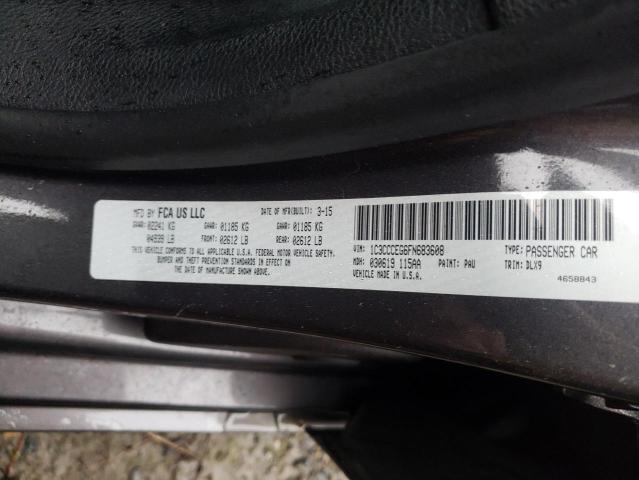 MFD BY FCA US LLC DATE OF MFR(BUILT): 3-15
GVWR: 02241 KG GAWR: 01185 KG GAWR: 01185 KG
04939 LB FRONT: 02612 LB REAR: 02612 LB
THIS VEHICLE CONFORMS TO ALL APPLICABLE U.S.A. FEDERAL MOTOR VEHICLE SAFETY,
BUMPER AND THEFT PREVENTION STANDARDS IN EFFECT ON THE DATE OF
MANUFACTURE SHOWN ABOVE.
VIN: 1C3CCCEG6FN683608 TYPE: PASSENGER CAR
MDH: 030619 115AA PAINT: PAU TRIM: DLX9
VEHICLE MADE IN U.S.A.
4658843